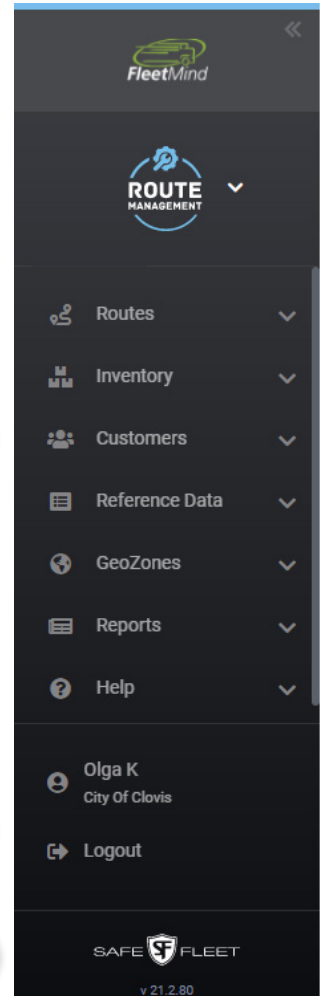 FleetMind
ROUTE
MANAGEMENT
Routes
Inventory
Customers
Reference Data
GeoZones
Reports
Help
Olga K
City Of Clovis
Logout
SAFE SF FLEET
v 21.2.80